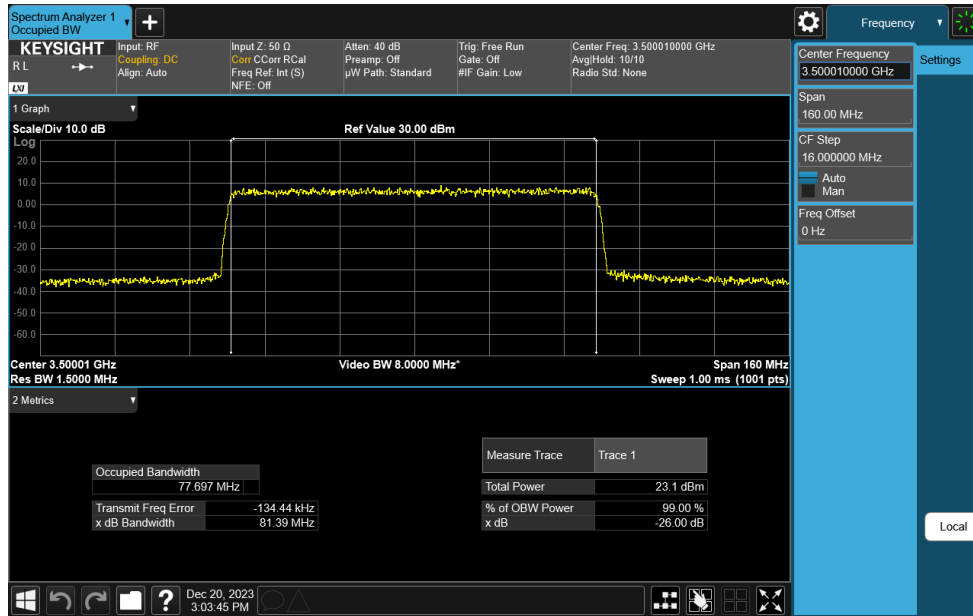 Spectrum Analyzer 1
Occupied BW
+
Frequency
KEYSIGHT
R L
LXI
Input: RF
Coupling: DC
Align: Auto
Input Z: 50 Ω
Corr CCorr RCal
Freq Ref: Int (S)
NFE: Off
Atten: 40 dB
Preamp: Off
µW Path: Standard
Trig: Free Run
Gate: Off
#IF Gain: Low
Center Freq: 3.500010000 GHz
Avg|Hold: 10/10
Radio Std: None
Center Frequency
3.500010000 GHz
Settings
Span
160.00 MHz
CF Step
16.000000 MHz
Auto
Man
Freq Offset
0 Hz
1 Graph
Scale/Div 10.0 dB
Ref Value 30.00 dBm
Log
20.0
10.0
0.00
-10.0
-20.0
-30.0
-40.0
-50.0
-60.0
Center 3.50001 GHz
Video BW 8.0000 MHz*
Span 160 MHz
Res BW 1.5000 MHz
Sweep 1.00 ms (1001 pts)
2 Metrics
Measure Trace Trace 1
Occupied Bandwidth
77.697 MHz
Total Power 23.1 dBm
Transmit Freq Error -134.44 kHz
% of OBW Power 99.00 %
x dB Bandwidth 81.39 MHz
x dB -26.00 dB
Local
?
Dec 20, 2023
3:03:45 PM